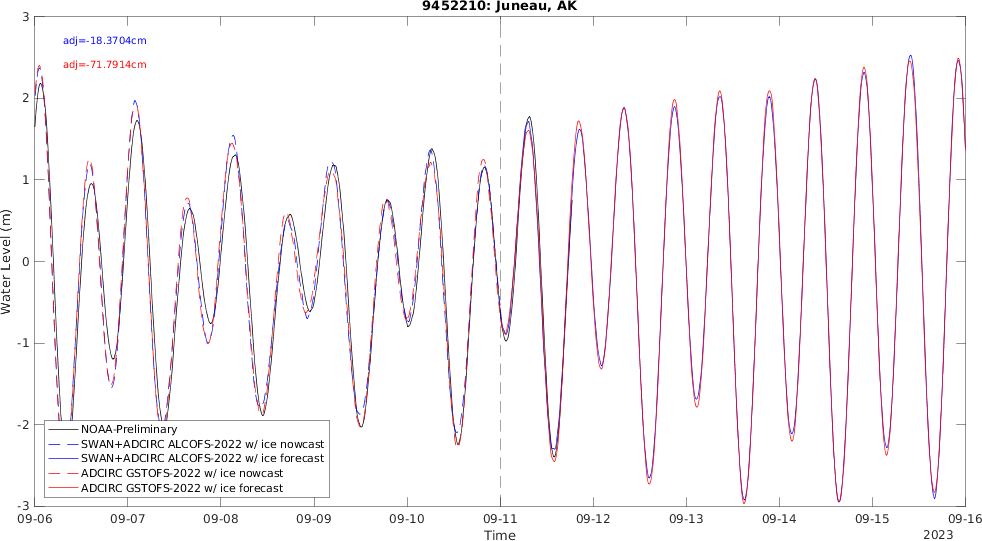 9452210: Juneau, AK
adj=-18.3704cm
adj=-71.7914cm
Water Level (m)
3
2
1
0
-1
-2
-3
NOAA-Preliminary
SWAN+ADCIRC ALCOFS-2022 w/ ice nowcast
SWAN+ADCIRC ALCOFS-2022 w/ ice forecast
ADCIRC GSTOFS-2022 w/ ice nowcast
ADCIRC GSTOFS-2022 w/ ice forecast
09-06 09-07 09-08 09-09 09-10 09-11 09-12 09-13 09-14 09-15 09-16
Time
2023